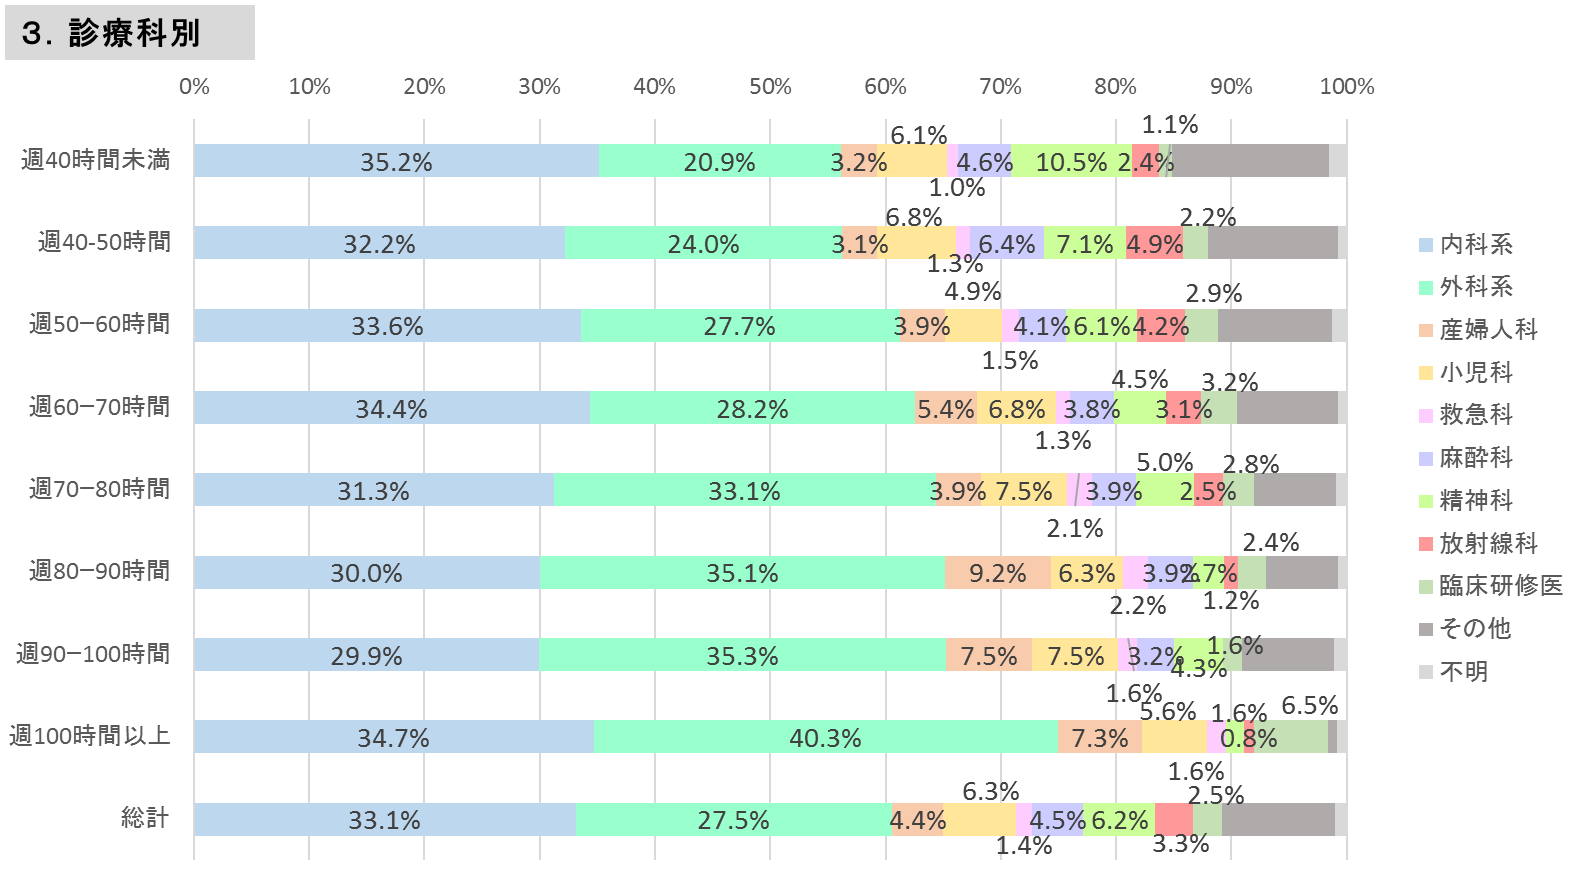 ３．診療科別
0% 10% 20% 30% 40% 50% 60% 70% 80% 90% 100%
週40時間未満 35.2% 20.9% 3.2% 6.1% 1.0% 4.6% 10.5% 2.4% 1.1%
週40-50時間 32.2% 24.0% 3.1% 6.8% 1.3% 6.4% 7.1% 4.9% 2.2%
週50−60時間 33.6% 27.7% 3.9% 4.9% 1.5% 4.1% 6.1% 4.2% 2.9%
週60−70時間 34.4% 28.2% 5.4% 6.8% 1.3% 3.8% 4.5% 3.1% 3.2%
週70−80時間 31.3% 33.1% 3.9% 7.5% 2.1% 3.9% 5.0% 2.5% 2.8%
週80−90時間 30.0% 35.1% 9.2% 6.3% 2.2% 3.9% 2.7% 1.2% 2.4%
週90−100時間 29.9% 35.3% 7.5% 7.5% 1.6% 3.2% 4.3% 1.6%
週100時間以上 34.7% 40.3% 7.3% 5.6% 1.6% 1.6% 0.8% 6.5%
総計 33.1% 27.5% 4.4% 6.3% 1.4% 4.5% 6.2% 3.3% 2.5%
内科系
外科系
産婦人科
小児科
救急科
麻酔科
精神科
放射線科
臨床研修医
その他
不明